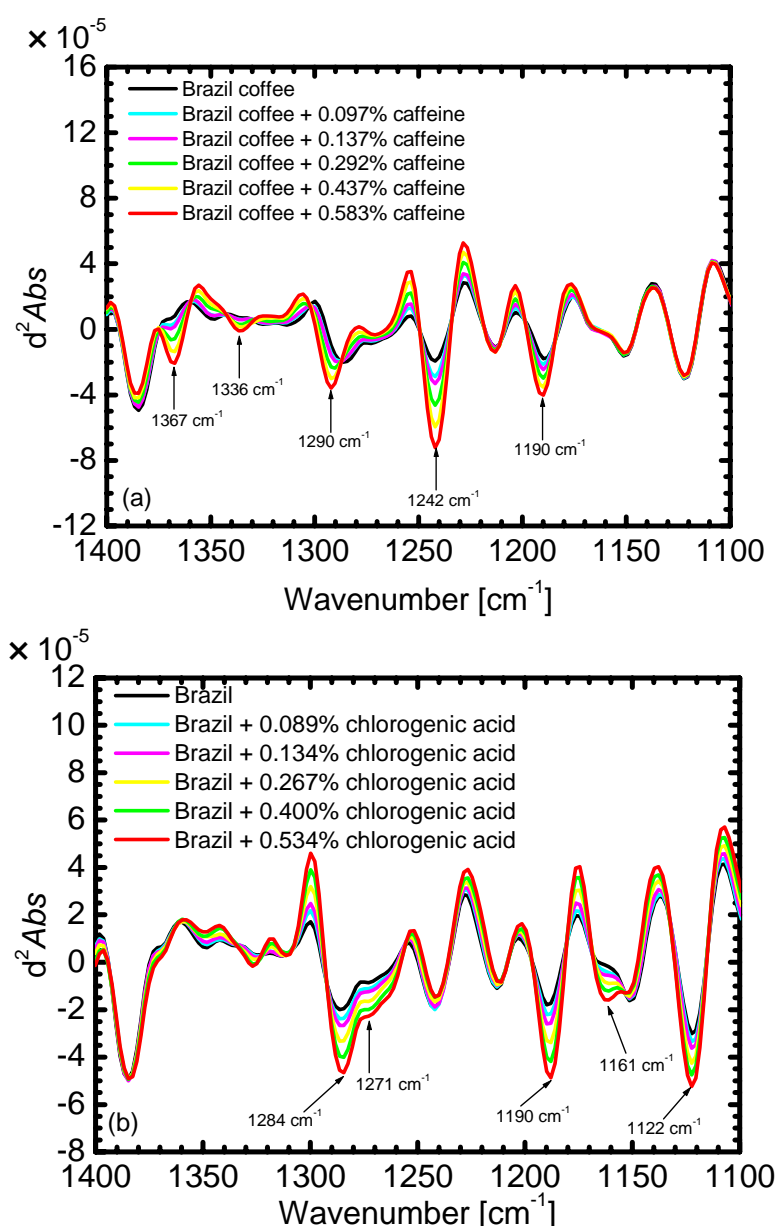 × 10⁻⁵
16
12
8
4
0
-4
-8
-12
d²Abs
Brazil coffee
Brazil coffee + 0.097% caffeine
Brazil coffee + 0.137% caffeine
Brazil coffee + 0.292% caffeine
Brazil coffee + 0.437% caffeine
Brazil coffee + 0.583% caffeine
1367 cm⁻¹
1336 cm⁻¹
1290 cm⁻¹
1242 cm⁻¹
1190 cm⁻¹
(a)
1400 1350 1300 1250 1200 1150 1100
Wavenumber [cm⁻¹]
× 10⁻⁵
12
10
8
6
4
2
0
-2
-4
-6
-8
d²Abs
Brazil
Brazil + 0.089% chlorogenic acid
Brazil + 0.134% chlorogenic acid
Brazil + 0.267% chlorogenic acid
Brazil + 0.400% chlorogenic acid
Brazil + 0.534% chlorogenic acid
1284 cm⁻¹
1271 cm⁻¹
1190 cm⁻¹
1161 cm⁻¹
1122 cm⁻¹
(b)
1400 1350 1300 1250 1200 1150 1100
Wavenumber [cm⁻¹]